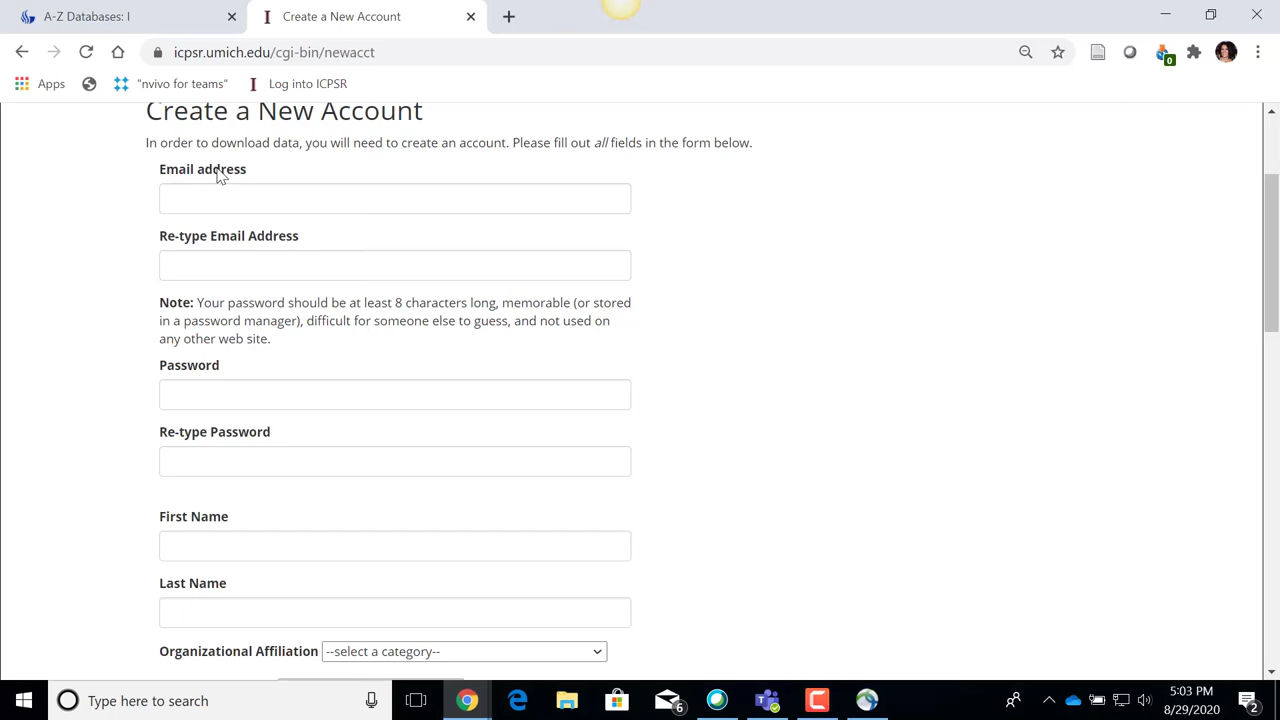 A-Z Databases: I
Create a New Account
icpsr.umich.edu/cgi-bin/newacct
0
Apps
"nvivo for teams"
Log into ICPSR
Create a New Account
In order to download data, you will need to create an account. Please fill out all fields in the form below.
Email address
Re-type Email Address
Note: Your password should be at least 8 characters long, memorable (or stored
in a password manager), difficult for someone else to guess, and not used on
any other web site.
Password
Re-type Password
First Name
Last Name
Organizational Affiliation --select a category--
Type here to search
6
5:03 PM
8/29/2020
2